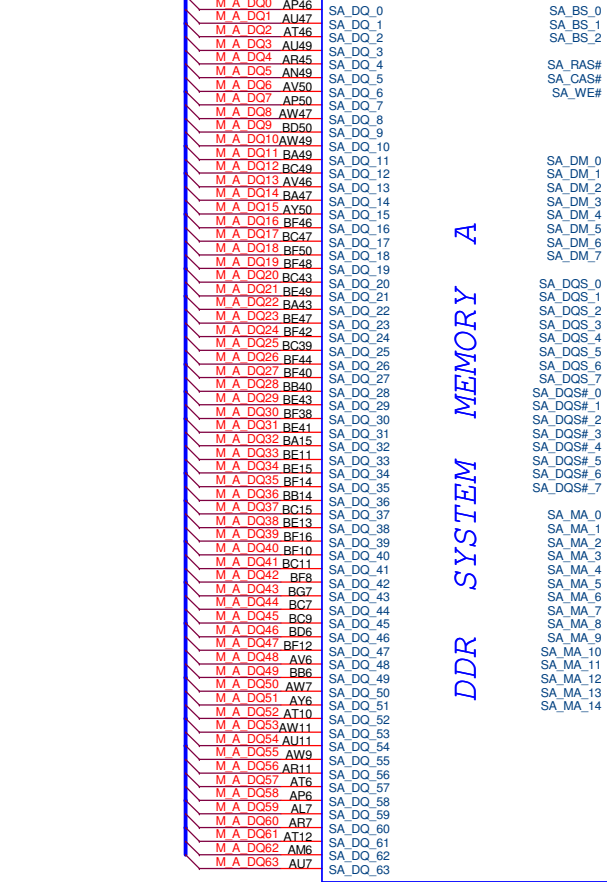 M_A_DQ0 AP46 SA_DQ_0
M_A_DQ1 AU47 SA_DQ_1
M_A_DQ2 AT46 SA_DQ_2
M_A_DQ3 AU49 SA_DQ_3
M_A_DQ4 AR45 SA_DQ_4
M_A_DQ5 AN49 SA_DQ_5
M_A_DQ6 AV50 SA_DQ_6
M_A_DQ7 AP50 SA_DQ_7
M_A_DQ8 AW47 SA_DQ_8
M_A_DQ9 BD50 SA_DQ_9
M_A_DQ10 AW49 SA_DQ_10
M_A_DQ11 BA49 SA_DQ_11
M_A_DQ12 BC49 SA_DQ_12
M_A_DQ13 AV46 SA_DQ_13
M_A_DQ14 BA47 SA_DQ_14
M_A_DQ15 AY50 SA_DQ_15
M_A_DQ16 BF46 SA_DQ_16
M_A_DQ17 BC47 SA_DQ_17
M_A_DQ18 BF50 SA_DQ_18
M_A_DQ19 BF48 SA_DQ_19
M_A_DQ20 BC43 SA_DQ_20
M_A_DQ21 BE49 SA_DQ_21
M_A_DQ22 BA43 SA_DQ_22
M_A_DQ23 BE47 SA_DQ_23
M_A_DQ24 BF42 SA_DQ_24
M_A_DQ25 BC39 SA_DQ_25
M_A_DQ26 BF44 SA_DQ_26
M_A_DQ27 BF40 SA_DQ_27
M_A_DQ28 BB40 SA_DQ_28
M_A_DQ29 BE43 SA_DQ_29
M_A_DQ30 BF38 SA_DQ_30
M_A_DQ31 BE41 SA_DQ_31
M_A_DQ32 BA15 SA_DQ_32
M_A_DQ33 BE11 SA_DQ_33
M_A_DQ34 BE15 SA_DQ_34
M_A_DQ35 BF14 SA_DQ_35
M_A_DQ36 BB14 SA_DQ_36
M_A_DQ37 BC15 SA_DQ_37
M_A_DQ38 BE13 SA_DQ_38
M_A_DQ39 BF16 SA_DQ_39
M_A_DQ40 BF10 SA_DQ_40
M_A_DQ41 BC11 SA_DQ_41
M_A_DQ42 BF8 SA_DQ_42
M_A_DQ43 BG7 SA_DQ_43
M_A_DQ44 BC7 SA_DQ_44
M_A_DQ45 BC9 SA_DQ_45
M_A_DQ46 BD6 SA_DQ_46
M_A_DQ47 BF12 SA_DQ_47
M_A_DQ48 AV6 SA_DQ_48
M_A_DQ49 BB6 SA_DQ_49
M_A_DQ50 AW7 SA_DQ_50
M_A_DQ51 AY6 SA_DQ_51
M_A_DQ52 AT10 SA_DQ_52
M_A_DQ53 AW11 SA_DQ_53
M_A_DQ54 AU11 SA_DQ_54
M_A_DQ55 AW9 SA_DQ_55
M_A_DQ56 AR11 SA_DQ_56
M_A_DQ57 AT6 SA_DQ_57
M_A_DQ58 AP6 SA_DQ_58
M_A_DQ59 AL7 SA_DQ_59
M_A_DQ60 AR7 SA_DQ_60
M_A_DQ61 AT12 SA_DQ_61
M_A_DQ62 AM6 SA_DQ_62
M_A_DQ63 AU7 SA_DQ_63
DDR SYSTEM MEMORY A
SA_BS_0
SA_BS_1
SA_BS_2
SA_RAS#
SA_CAS#
SA_WE#
SA_DM_0
SA_DM_1
SA_DM_2
SA_DM_3
SA_DM_4
SA_DM_5
SA_DM_6
SA_DM_7
SA_DQS_0
SA_DQS_1
SA_DQS_2
SA_DQS_3
SA_DQS_4
SA_DQS_5
SA_DQS_6
SA_DQS_7
SA_DQS#_0
SA_DQS#_1
SA_DQS#_2
SA_DQS#_3
SA_DQS#_4
SA_DQS#_5
SA_DQS#_6
SA_DQS#_7
SA_MA_0
SA_MA_1
SA_MA_2
SA_MA_3
SA_MA_4
SA_MA_5
SA_MA_6
SA_MA_7
SA_MA_8
SA_MA_9
SA_MA_10
SA_MA_11
SA_MA_12
SA_MA_13
SA_MA_14